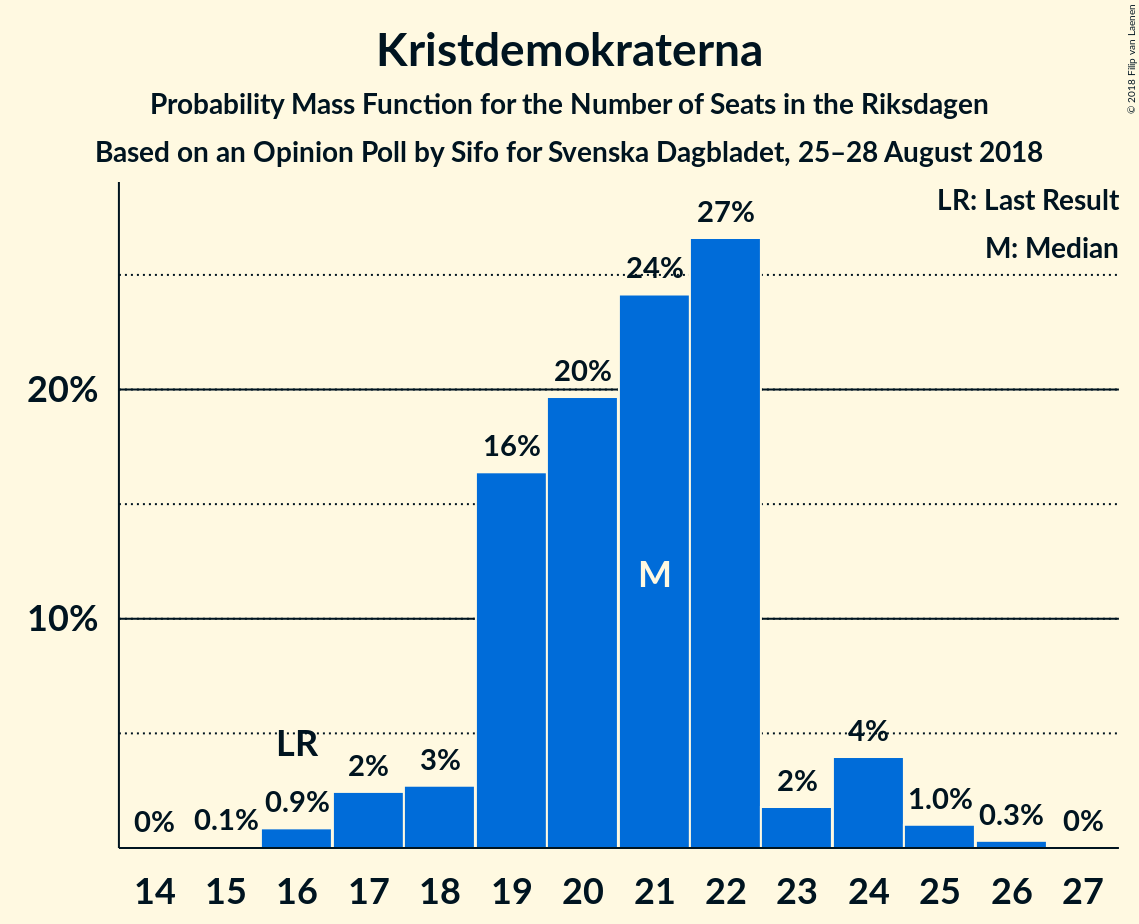 Kristdemokraterna
Probability Mass Function for the Number of Seats in the Riksdagen
Based on an Opinion Poll by Sifo for Svenska Dagbladet, 25–28 August 2018
© 2018 Filip van Laenen
LR: Last Result
M: Median
27%
24%
20%
20%
16%
M
10%
LR
4%
3%
2%
2%
0.9%
1.0%
0.3%
0.1%
0%
0%
14 15 16 17 18 19 20 21 22 23 24 25 26 27